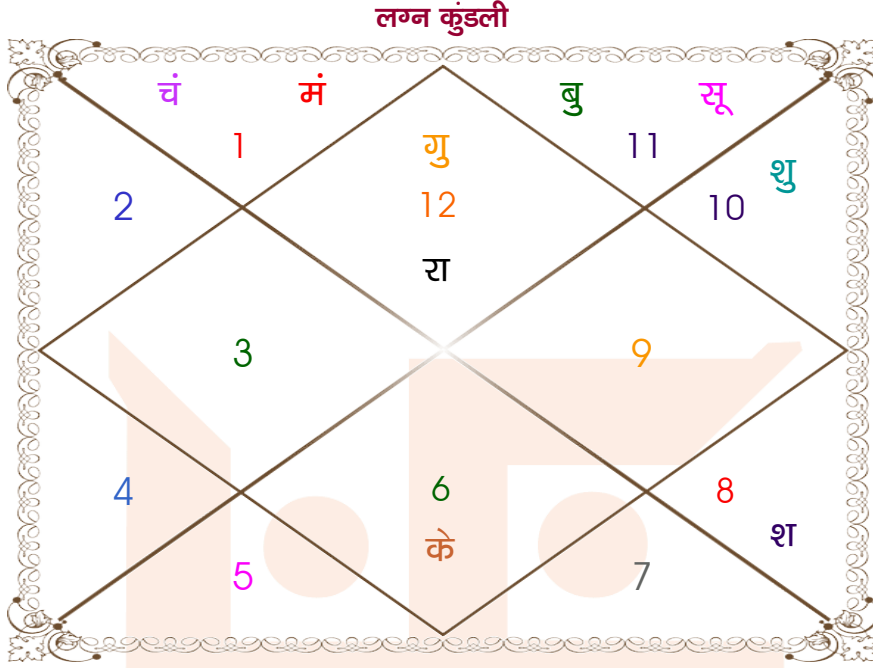 लग्न कुंडली
चं मं बु सू
1 गु 11 शु
2 12 10
रा
3 9
4 6 8
के श
5 7